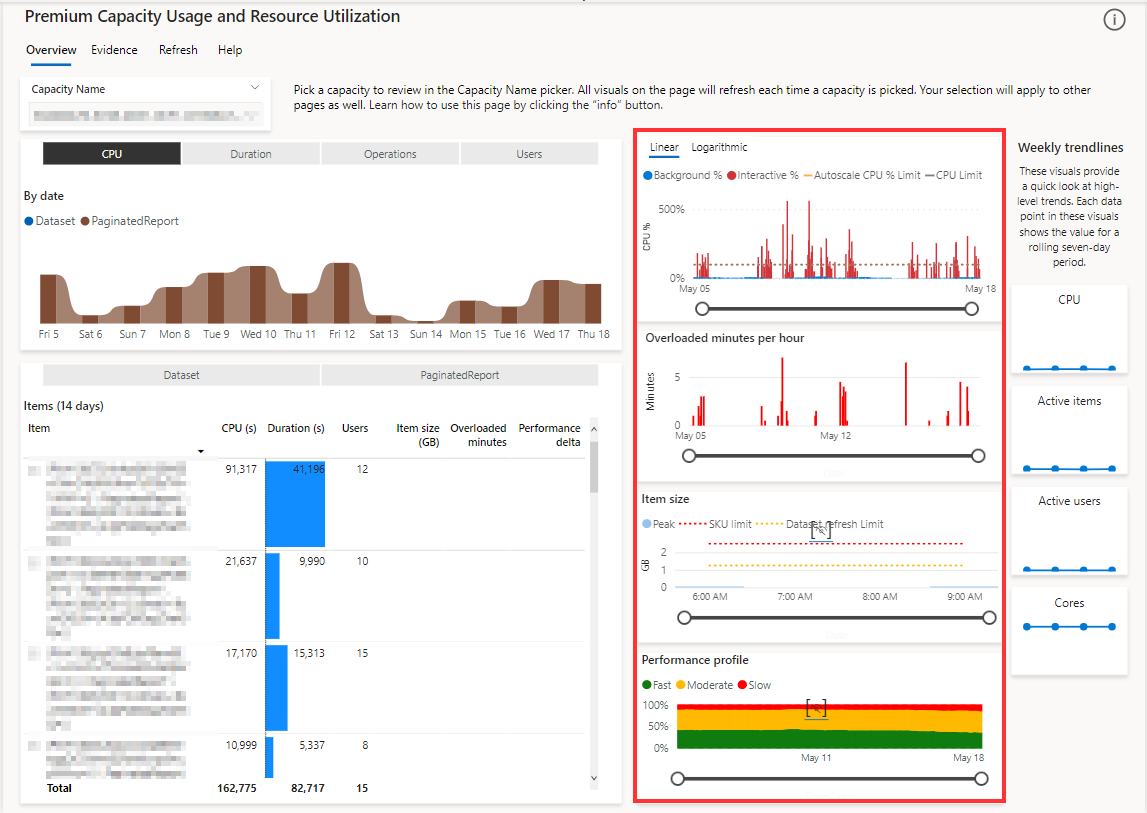 Premium Capacity Usage and Resource Utilization
Overview Evidence Refresh Help
Capacity Name
Pick a capacity to review in the Capacity Name picker. All visuals on the page will refresh each time a capacity is picked. Your selection will apply to other
pages as well. Learn how to use this page by clicking the "info" button.
CPU Duration Operations Users
By date
Dataset PaginatedReport
Fri 5 Sat 6 Sun 7 Mon 8 Tue 9 Wed 10 Thu 11 Fri 12 Sat 13 Sun 14 Mon 15 Tue 16 Wed 17 Thu 18
Dataset PaginatedReport
Items (14 days)
Item CPU (s) Duration (s) Users Item size (GB) Overloaded minutes Performance delta
91,317 41,196 12
21,637 9,990 10
17,170 15,313 15
10,999 5,337 8
Total 162,775 82,717 15
Linear Logarithmic
Background % Interactive % Autoscale CPU % Limit CPU Limit
CPU %
500%
0%
May 05 May 18
Overloaded minutes per hour
Minutes
5
0
May 05 May 12
Item size
Peak SKU limit Dataset refresh Limit
GB
2
1
0
6:00 AM 7:00 AM 8:00 AM 9:00 AM
Performance profile
Fast Moderate Slow
100%
50%
0%
May 11 May 18
Weekly trendlines
These visuals provide
a quick look at high-
level trends. Each data
point in these visuals
shows the value for a
rolling seven-day
period.
CPU
Active items
Active users
Cores